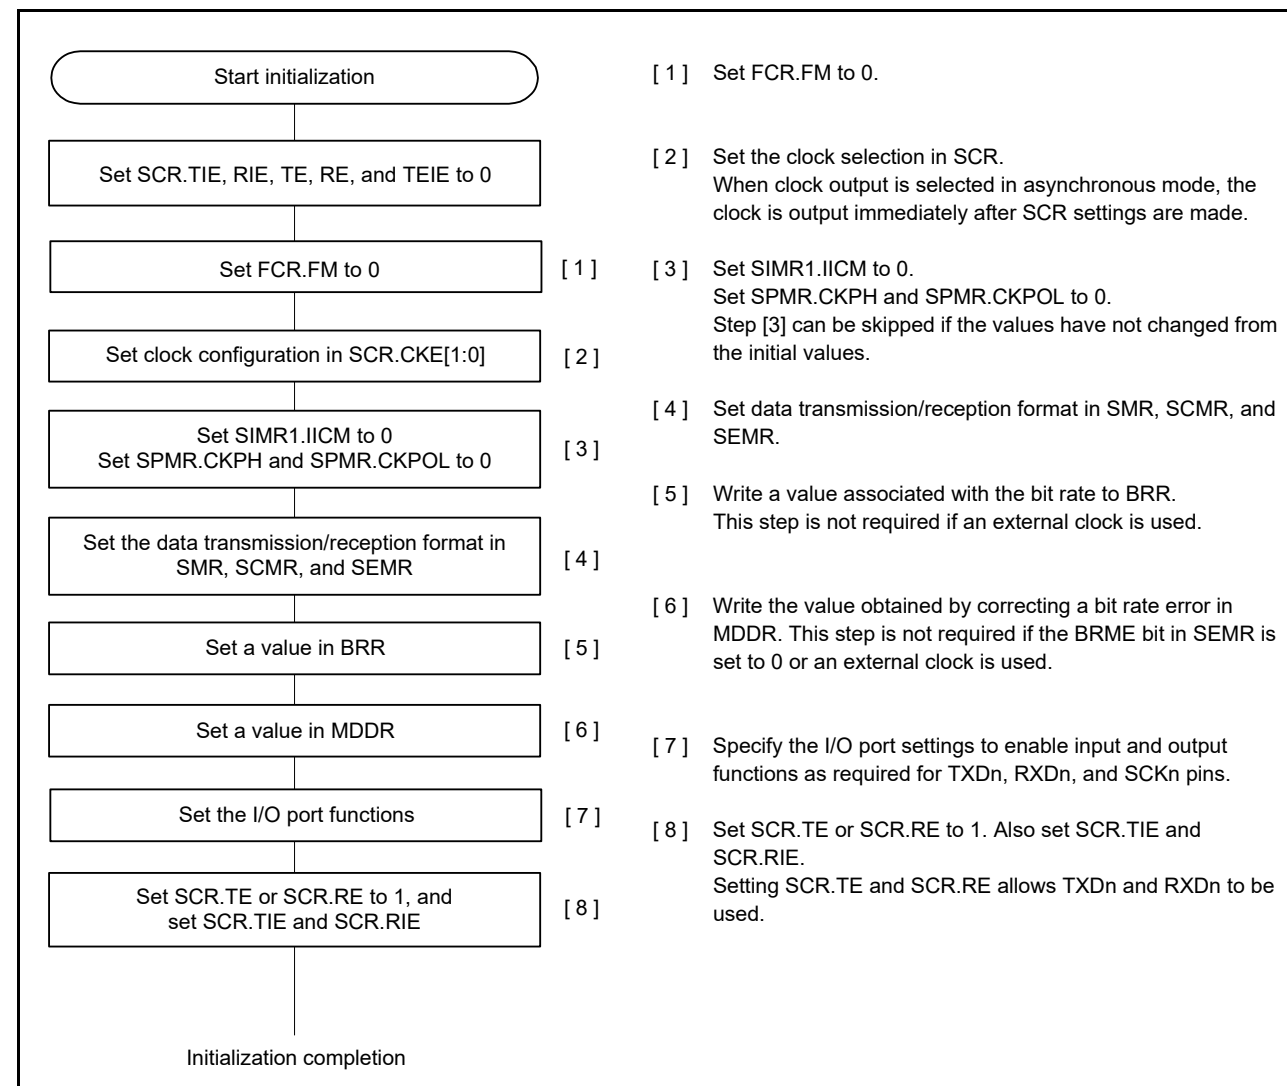 Start initialization
Set SCR.TIE, RIE, TE, RE, and TEIE to 0
Set FCR.FM to 0
[ 1 ]
Set clock configuration in SCR.CKE[1:0]
[ 2 ]
Set SIMR1.IICM to 0
Set SPMR.CKPH and SPMR.CKPOL to 0
[ 3 ]
Set the data transmission/reception format in
SMR, SCMR, and SEMR
[ 4 ]
Set a value in BRR
[ 5 ]
Set a value in MDDR
[ 6 ]
Set the I/O port functions
[ 7 ]
Set SCR.TE or SCR.RE to 1, and
set SCR.TIE and SCR.RIE
[ 8 ]
Initialization completion
[ 1 ] Set FCR.FM to 0.
[ 2 ] Set the clock selection in SCR.
When clock output is selected in asynchronous mode, the
clock is output immediately after SCR settings are made.
[ 3 ] Set SIMR1.IICM to 0.
Set SPMR.CKPH and SPMR.CKPOL to 0.
Step [3] can be skipped if the values have not changed from
the initial values.
[ 4 ] Set data transmission/reception format in SMR, SCMR, and
SEMR.
[ 5 ] Write a value associated with the bit rate to BRR.
This step is not required if an external clock is used.
[ 6 ] Write the value obtained by correcting a bit rate error in
MDDR. This step is not required if the BRME bit in SEMR is
set to 0 or an external clock is used.
[ 7 ] Specify the I/O port settings to enable input and output
functions as required for TXDn, RXDn, and SCKn pins.
[ 8 ] Set SCR.TE or SCR.RE to 1. Also set SCR.TIE and
SCR.RIE.
Setting SCR.TE and SCR.RE allows TXDn and RXDn to be
used.